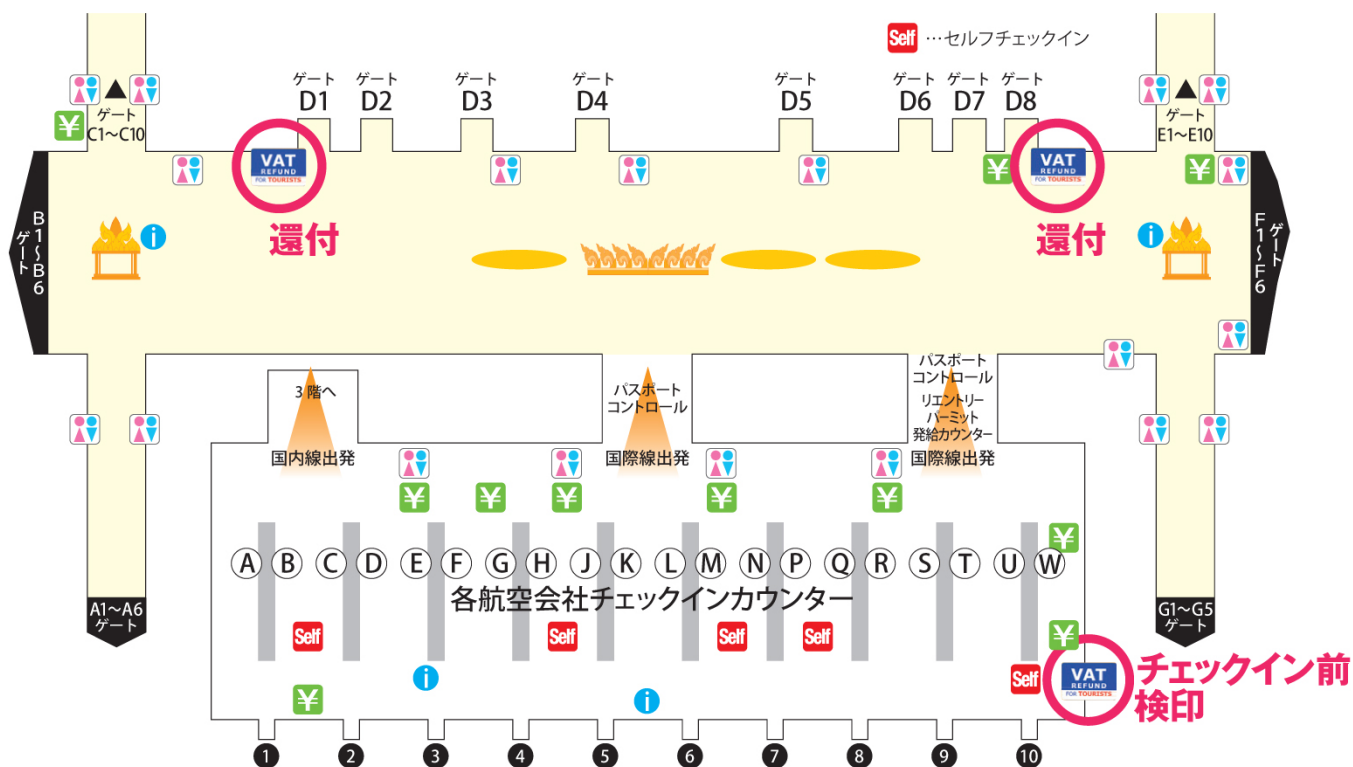 Self …セルフチェックイン
ゲート
D1
ゲート
D2
ゲート
D3
ゲート
D4
ゲート
D5
ゲート
D6
ゲート
D7
ゲート
D8
ゲート
C1～C10
ゲート
E1～E10
¥
VAT
REFUND
FOR TOURISTS
還付
¥
VAT
REFUND
FOR TOURISTS
還付
¥
B1～B6
ゲート
i
i
F1～F6
ゲート
3階へ
国内線出発
パスポート
コントロール
国際線出発
パスポート
コントロール
リエントリー
パーミット
発給カウンター
国際線出発
¥ ¥ ¥ ¥ ¥
¥
A B C D E F G H J K L M N P Q R S T U W
各航空会社チェックインカウンター
A1～A6
ゲート
G1～G5
ゲート
Self Self Self Self ¥
Self
VAT
REFUND
FOR TOURISTS
チェックイン前
検印
i
¥
i
1 2 3 4 5 6 7 8 9 10